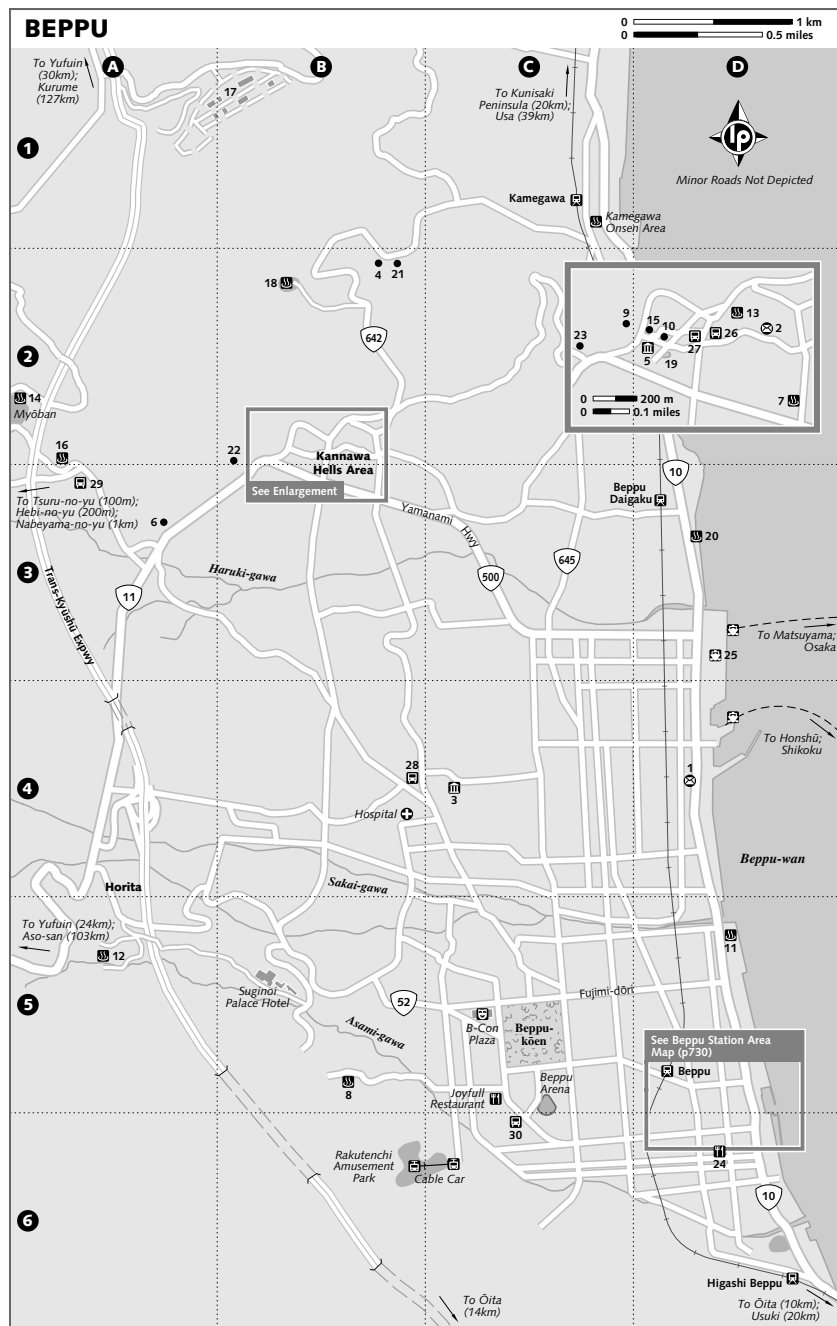 BEPPU
0 1 km
0 0.5 miles
A
B
C
D
To Yufuin
(30km);
Kurume
(127km)
17
To Kunisaki
Peninsula (20km);
Usa (39km)
lp
Minor Roads Not Depicted
1
Kamegawa
Kamegawa
Onsen Area
4
21
18
642
9
15
10
13
2
23
5
19
27
26
7
0 200 m
0 0.1 miles
2
14
Myōban
16
22
Kannawa
Hells Area
See Enlargement
29
To Tsuru-no-yu (100m);
Hebi-no-yu (200m);
Nabeyama-no-yu (1km)
6
10
Beppu
Daigaku
Yamanami Hwy
20
3
Haruki-gawa
11
500
645
Trans-Kyūshū Expwy
To Matsuyama;
Osaka
25
To Honshū;
Shikoku
28
3
1
4
Hospital
Beppu-wan
Horita
Sakai-gawa
To Yufuin (24km);
Aso-san (103km)
12
11
Suginoi
Palace Hotel
52
Fujimi-dōri
5
Asami-gawa
B-Con
Plaza
Beppu-
kōen
See Beppu Station Area
Map (p730)
Beppu
8
Joyfull
Restaurant
Beppu
Arena
30
Rakutenchi
Amusement
Park
Cable Car
24
10
6
Higashi Beppu
To Ōita
(14km)
To Ōita (10km);
Usuki (20km)